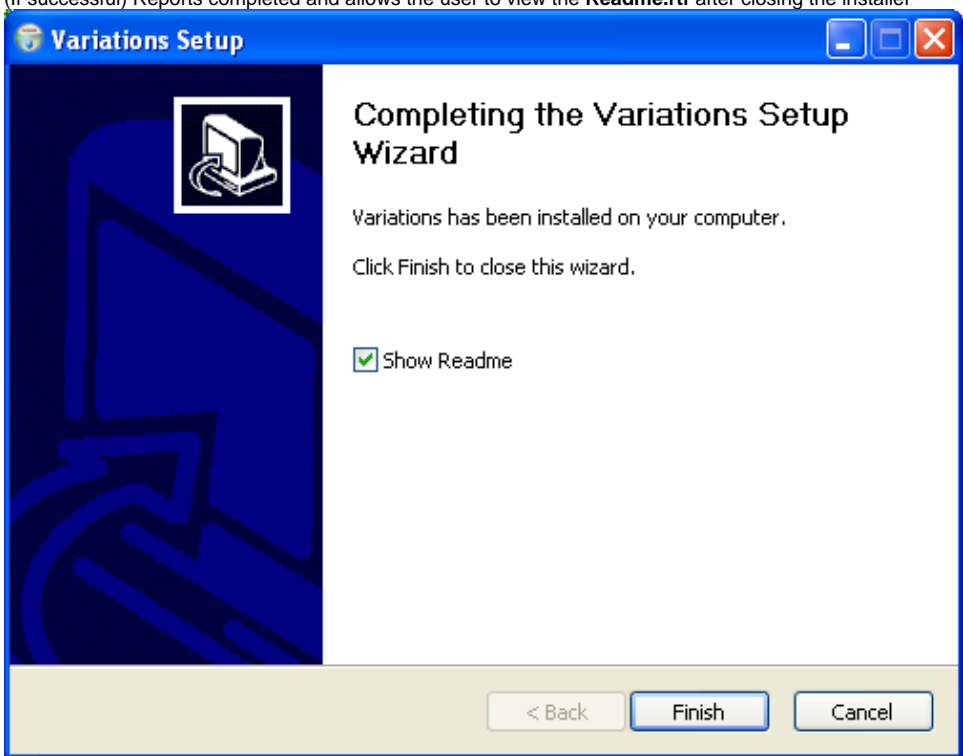 (if successful) Reports completed and allows the user to view the Readme.rtf after closing the installer
Variations Setup
Completing the Variations Setup
Wizard
Variations has been installed on your computer.
Click Finish to close this wizard.
Show Readme
< Back
Finish
Cancel